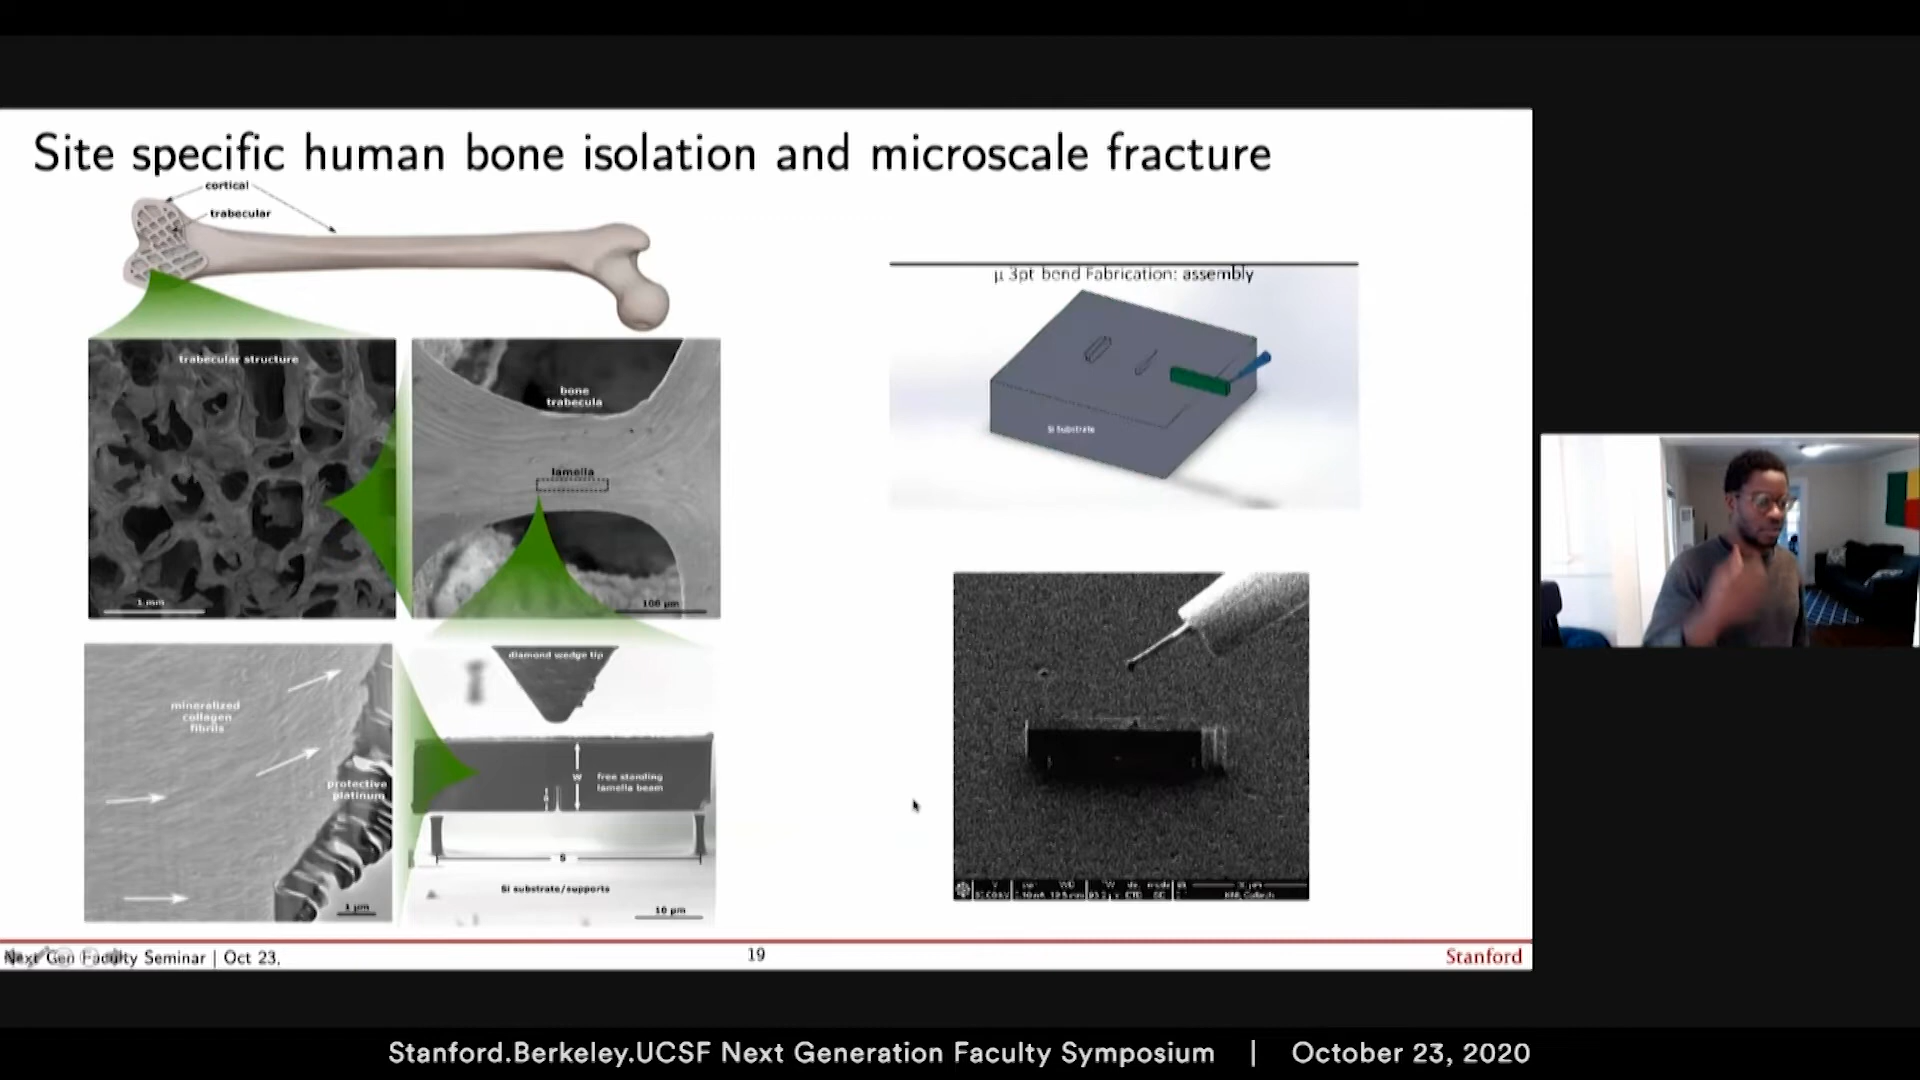 Site specific human bone isolation and microscale fracture
cortical
trabecular
trabecular structure
1 mm
bone
trabecula
lamella
100 μm
mineralized
collagen
fibrils
protective
platinum
1 μm
diamond wedge tip
W
free standing
lamella beam
S
Si substrate/supports
10 μm
μ 3pt bend Fabrication: assembly
Si Substrate
Next Gen Faculty Seminar | Oct 23,
19
Stanford
Stanford.Berkeley.UCSF Next Generation Faculty Symposium | October 23, 2020